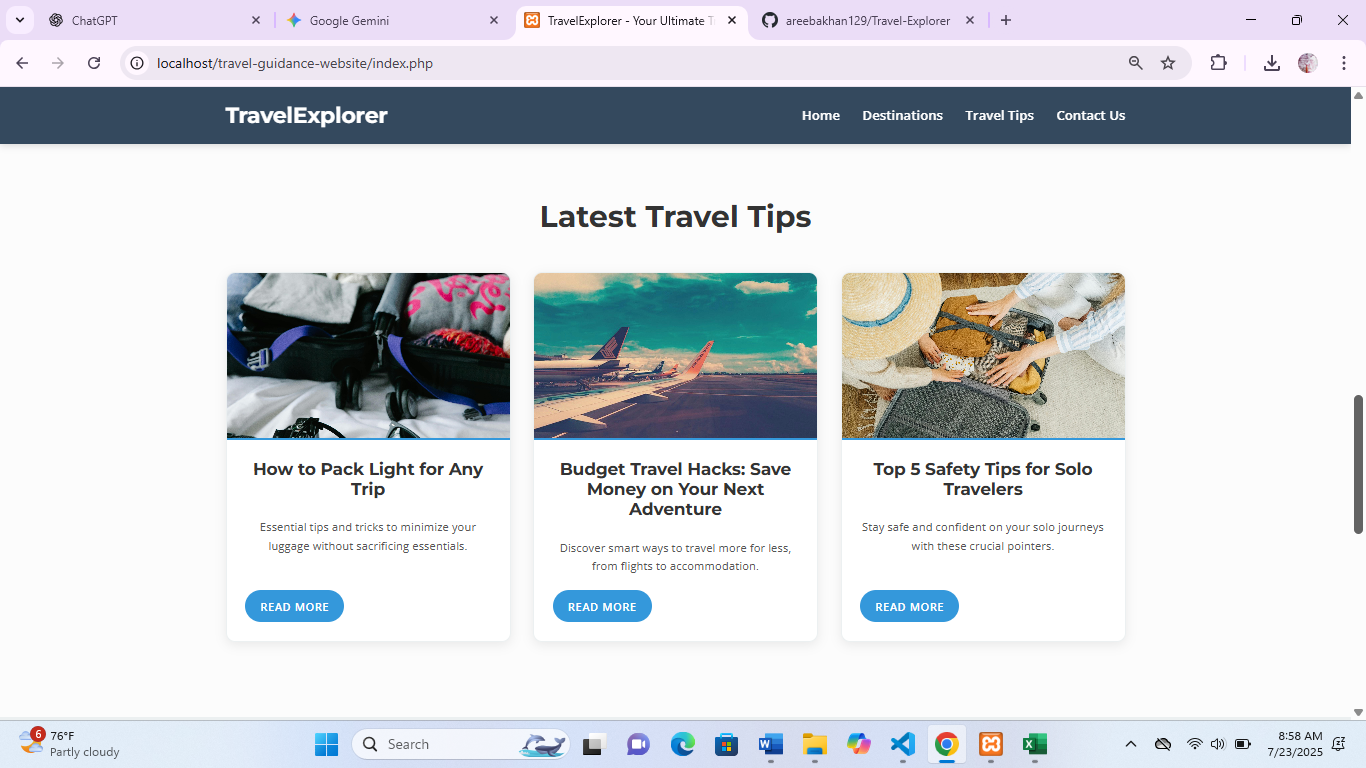 ChatGPT
Google Gemini
TravelExplorer - Your Ultimate T
areebakhan129/Travel-Explorer
localhost/travel-guidance-website/index.php
TravelExplorer
Home
Destinations
Travel Tips
Contact Us
Latest Travel Tips
How to Pack Light for Any
Trip
Essential tips and tricks to minimize your
luggage without sacrificing essentials.
READ MORE
Budget Travel Hacks: Save
Money on Your Next
Adventure
Discover smart ways to travel more for less,
from flights to accommodation.
READ MORE
Top 5 Safety Tips for Solo
Travelers
Stay safe and confident on your solo journeys
with these crucial pointers.
READ MORE
6
76°F
Partly cloudy
Search
8:58 AM
7/23/2025